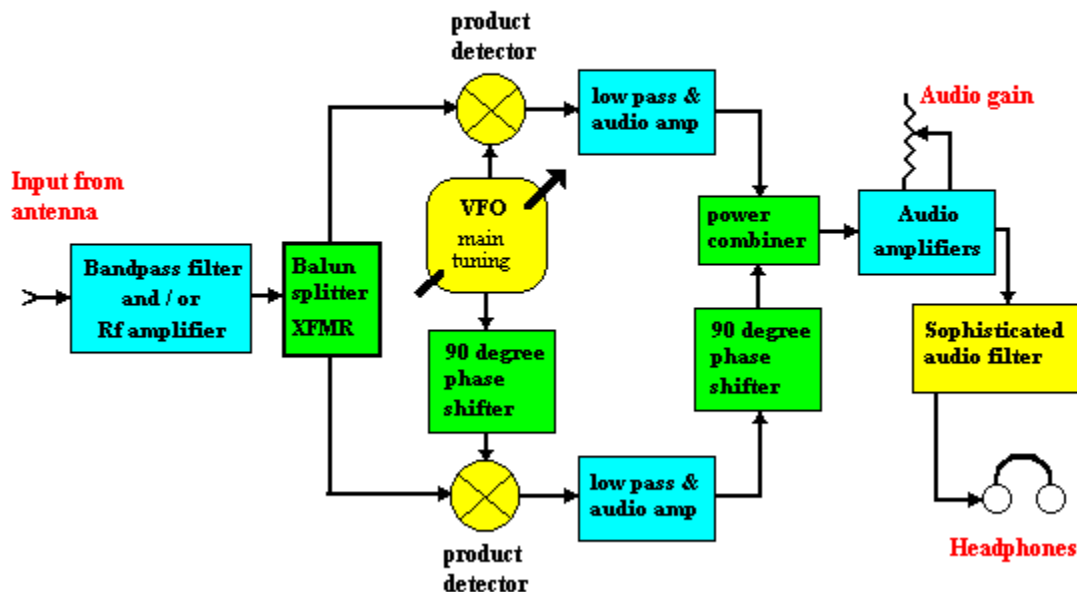 product
detector
low pass &
audio amp
Audio gain
Input from
antenna
VFO
main
tuning
power
combiner
Audio
amplifiers
Bandpass filter
and / or
Rf amplifier
Balun
splitter
XFMR
90 degree
phase
shifter
90 degree
phase
shifter
Sophisticated
audio filter
low pass &
audio amp
product
detector
Headphones